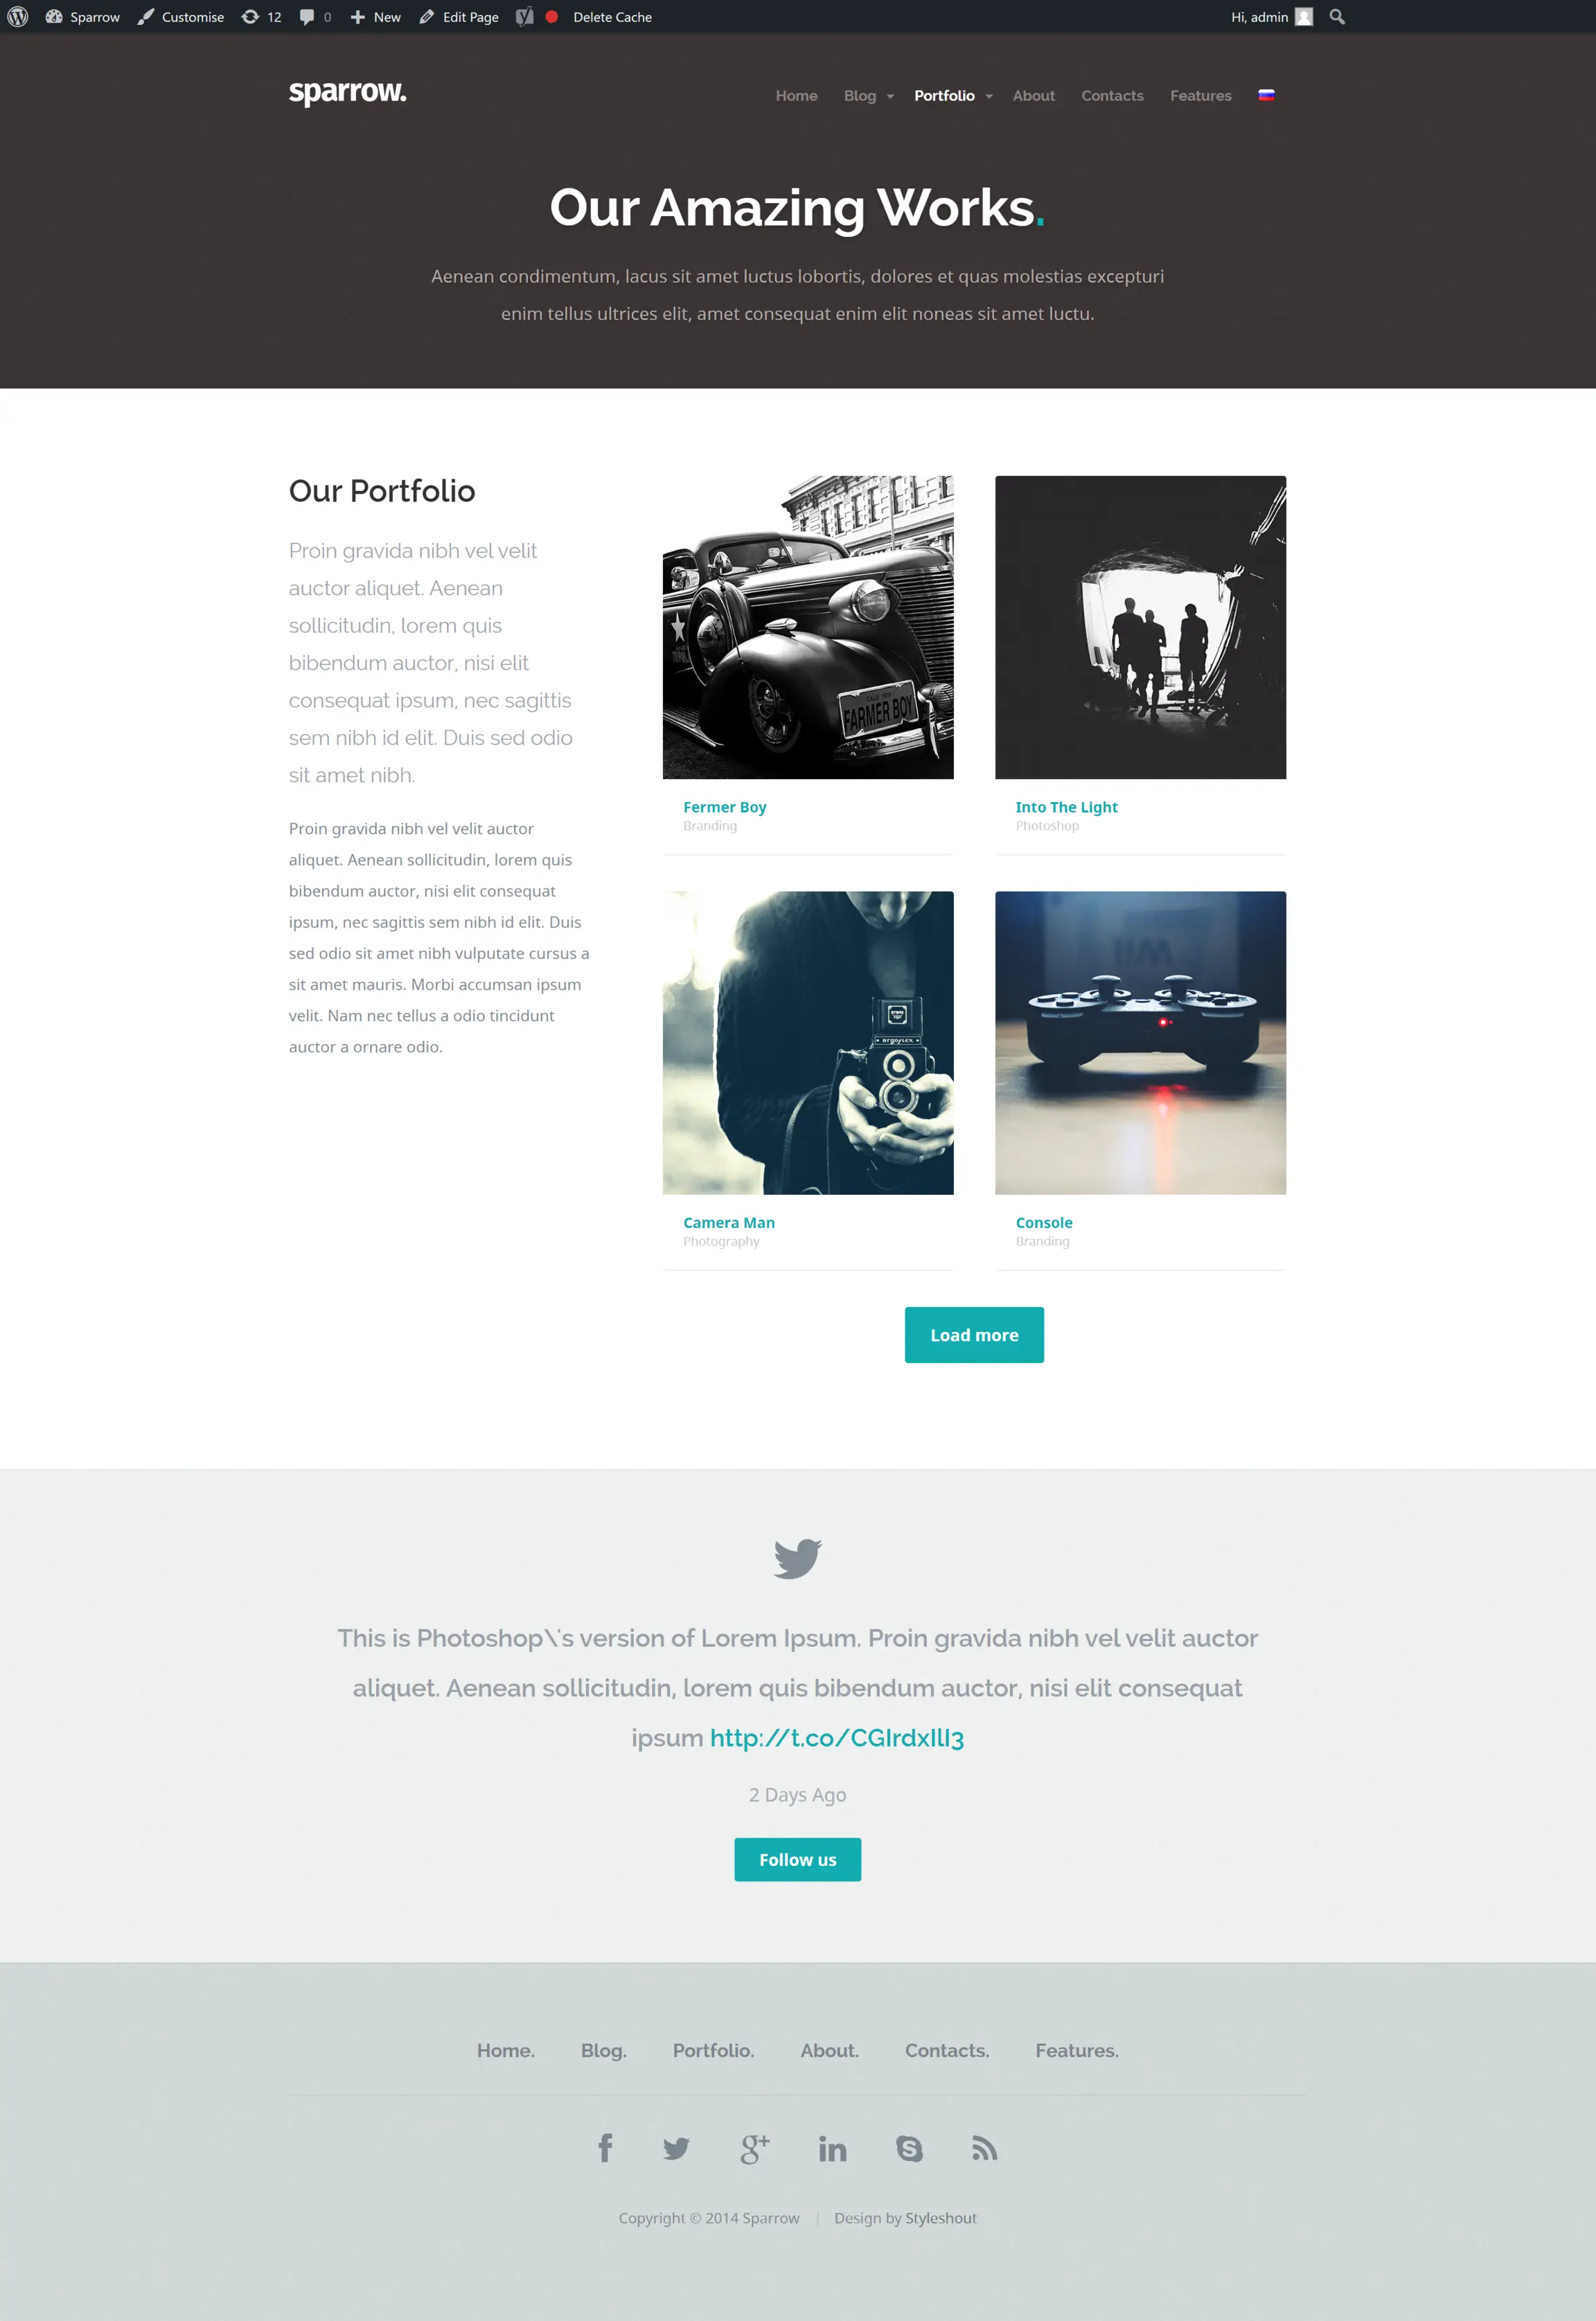 Sparrow Customise 12 0 New Edit Page Delete Cache Hi, admin
sparrow.
Home Blog Portfolio About Contacts Features
Our Amazing Works.
Aenean condimentum, lacus sit amet luctus lobortis, dolores et quas molestias excepturi
enim tellus ultrices elit, amet consequat enim elit noneas sit amet luctu.
Our Portfolio
Proin gravida nibh vel velit
auctor aliquet. Aenean
sollicitudin, lorem quis
bibendum auctor, nisi elit
consequat ipsum, nec sagittis
sem nibh id elit. Duis sed odio
sit amet nibh.
Proin gravida nibh vel velit auctor
aliquet. Aenean sollicitudin, lorem quis
bibendum auctor, nisi elit consequat
ipsum, nec sagittis sem nibh id elit. Duis
sed odio sit amet nibh vulputate cursus a
sit amet mauris. Morbi accumsan ipsum
velit. Nam nec tellus a odio tincidunt
auctor a ornare odio.
FARMER BOY
Fermer Boy
Branding
Into The Light
Photoshop
argoflex
Camera Man
Photography
Wii
Console
Branding
Load more
This is Photoshop\'s version of Lorem Ipsum. Proin gravida nibh vel velit auctor
aliquet. Aenean sollicitudin, lorem quis bibendum auctor, nisi elit consequat
ipsum http://t.co/CGIrdxIlI3
2 Days Ago
Follow us
Home. Blog. Portfolio. About. Contacts. Features.
Copyright © 2014 Sparrow | Design by Styleshout